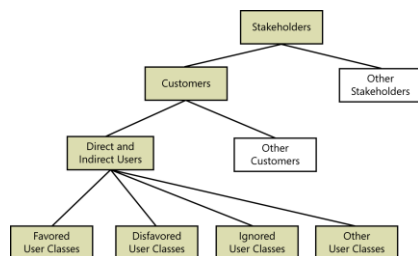 Stakeholders
Customers
Other
Stakeholders
Direct and
Indirect Users
Other
Customers
Favored
User Classes
Disfavored
User Classes
Ignored
User Classes
Other
User Classes